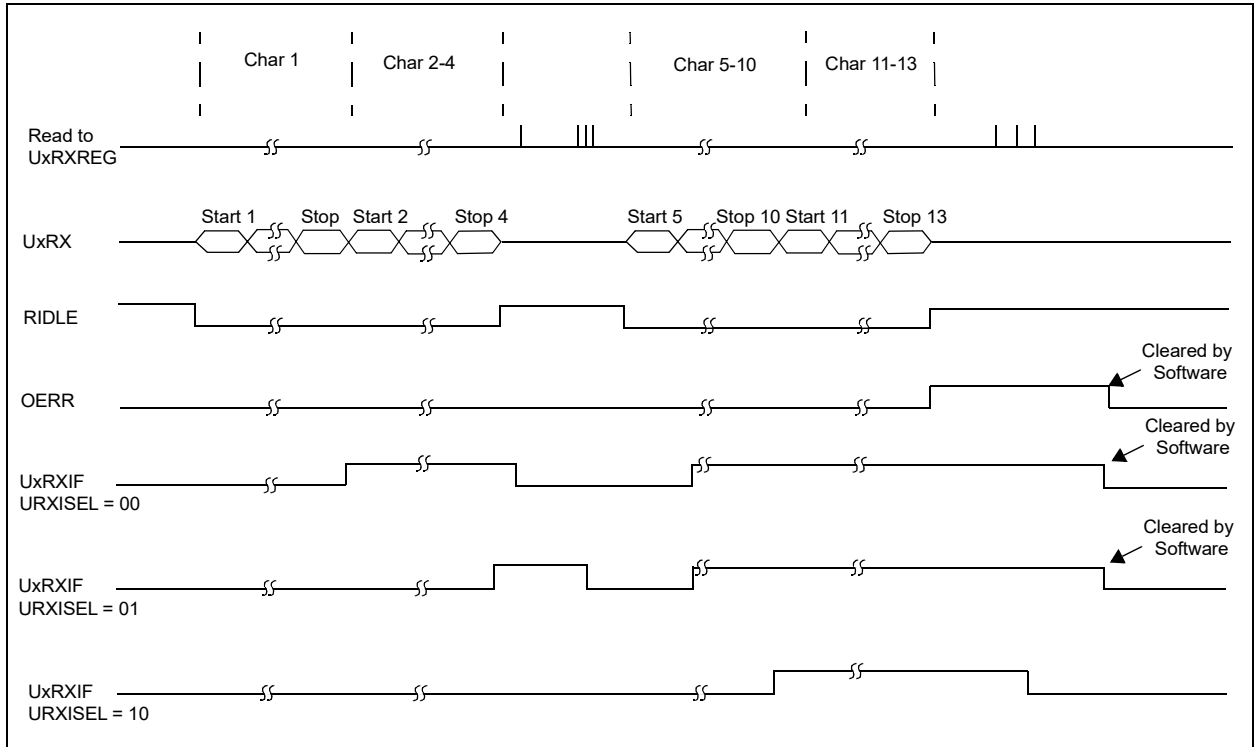 Char 1
Char 2-4
Char 5-10
Char 11-13
Read to
UxRXREG
Start 1
Stop
Start 2
Stop 4
Start 5
Stop 10
Start 11
Stop 13
UxRX
RIDLE
Cleared by
Software
OERR
Cleared by
Software
UxRXIF
URXISEL = 00
Cleared by
Software
UxRXIF
URXISEL = 01
UxRXIF
URXISEL = 10